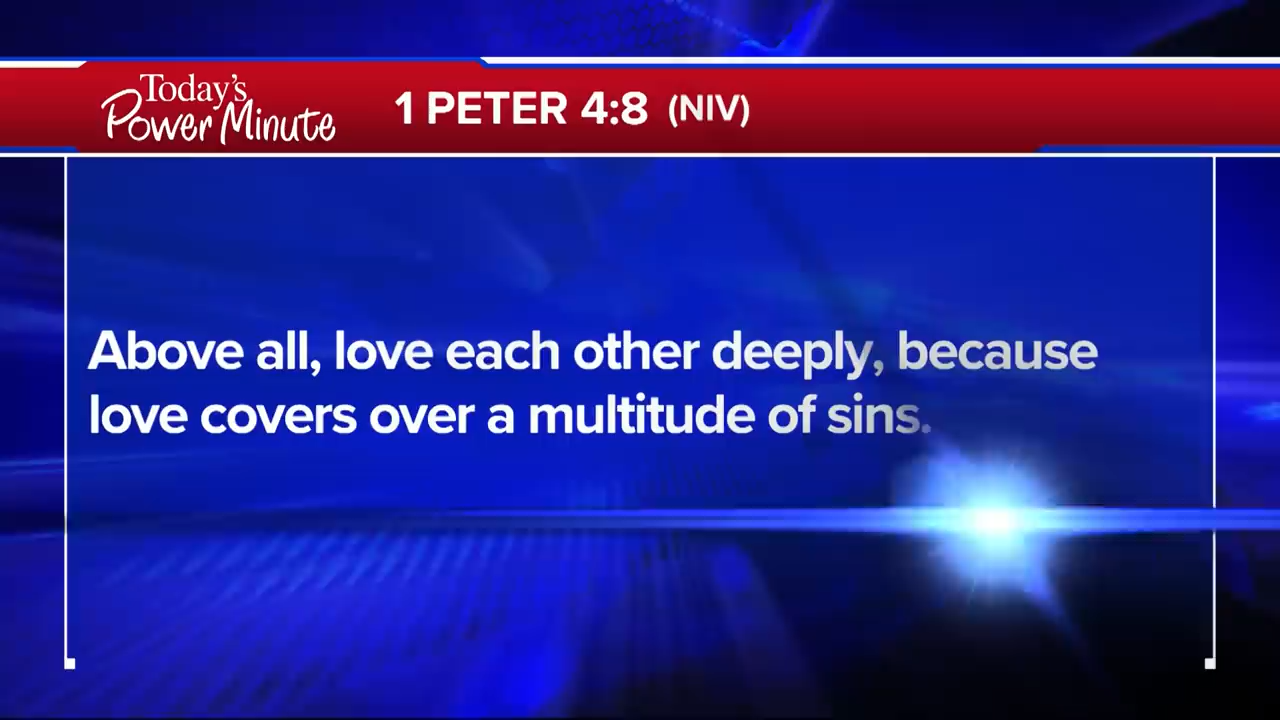 Today's
Power Minute
1 PETER 4:8 (NIV)
Above all, love each other deeply, because
love covers over a multitude of sins.